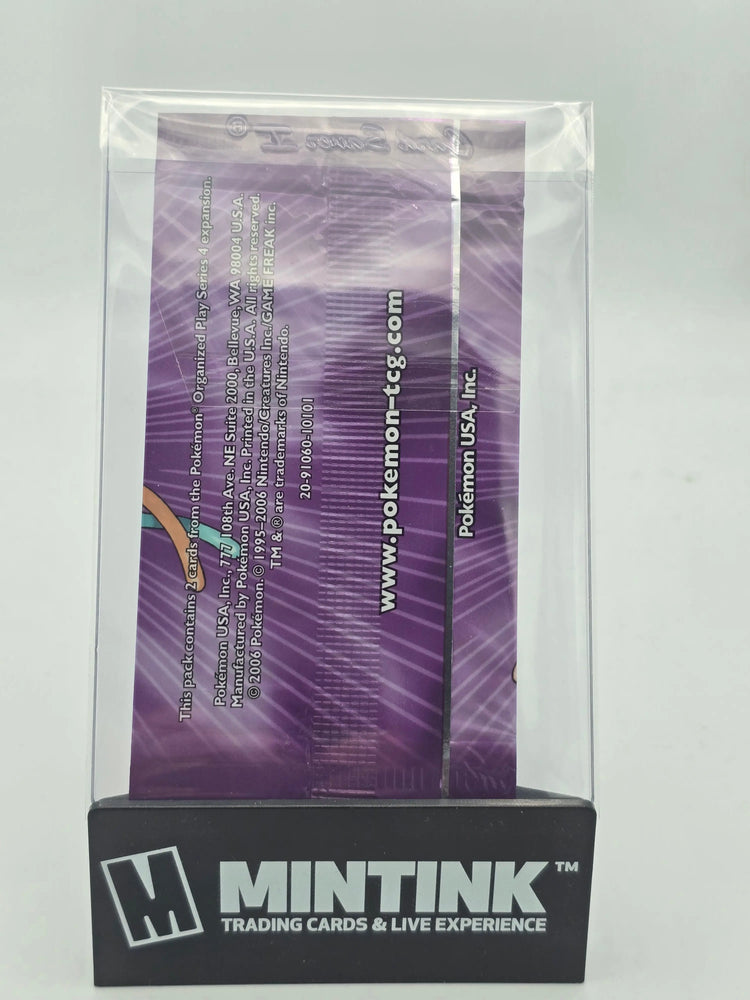 This pack contains 2 cards from the Pokémon® Organized Play Series 4 expansion.
Pokémon USA, Inc., 777 108th Ave. NE Suite 2000, Bellevue, WA 98004 U.S.A.
Manufactured by Pokémon USA, Inc. Printed in the U.S.A. All rights reserved.
© 2006 Pokémon. © 1995–2006 Nintendo/Creatures Inc./GAME FREAK inc.
TM & ® are trademarks of Nintendo.
20-91060-10101
www.pokemon-tcg.com
Pokémon USA, Inc.
M MINTINK™
TRADING CARDS & LIVE EXPERIENCE